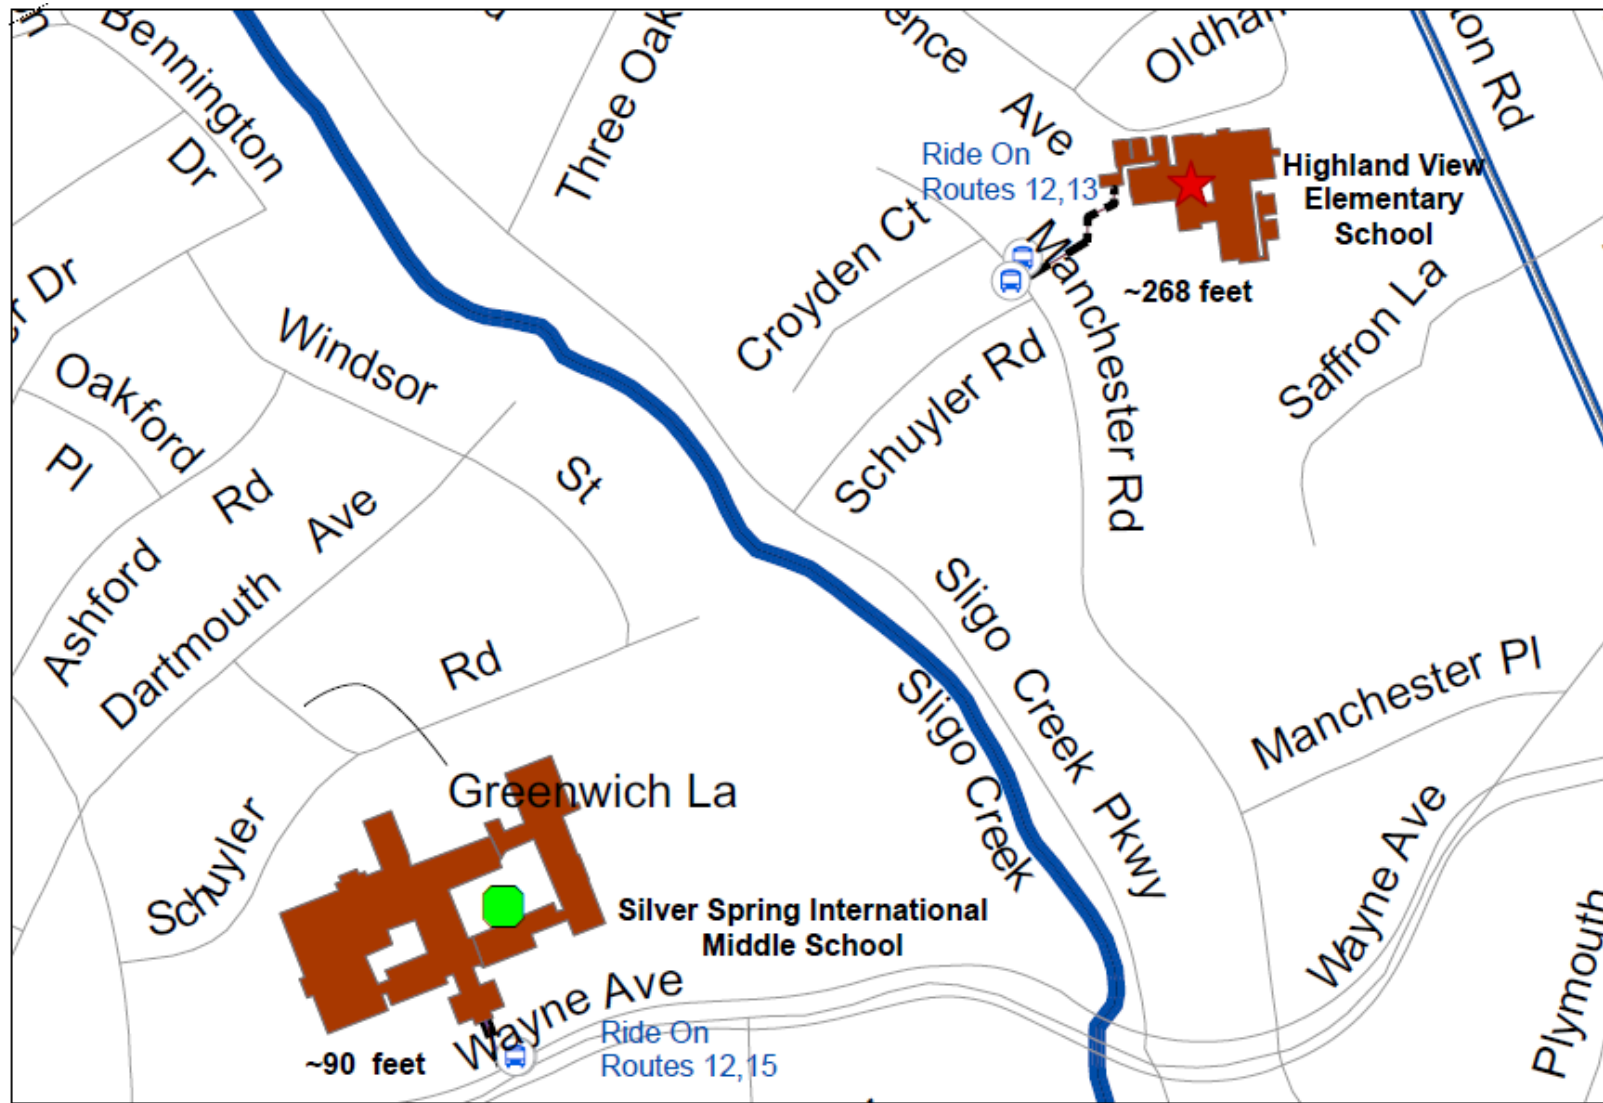 Bennington
Dr
Three Oak
ence
Ave
Oldham
ton Rd
Ride On
Routes 12,13
Highland View
Elementary
School
~268 feet
Croyden Ct
Manchester Rd
Saffron La
er Dr
Windsor
St
Oakford
Pl
Schuyler Rd
Ashford
Rd
Dartmouth
Ave
Sligo Creek Pkwy
Sligo Creek
Manchester Pl
Schuyler
Rd
Greenwich La
Silver Spring International
Middle School
Wayne Ave
Wayne Ave
Plymouth
Ride On
Routes 12,15
~90 feet